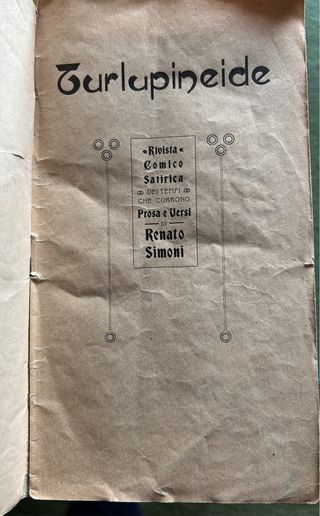 Turlupineide
Rivista
Comico
Satirica
DEI TEMPI
CHE CORRONO
Prosa e Versi
DI
Renato
Simoni